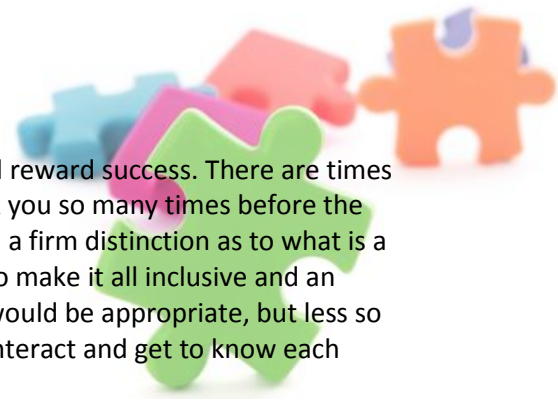 reward success. There are times
you so many times before the
a firm distinction as to what is a
make it all inclusive and an
would be appropriate, but less so
nteract and get to know each